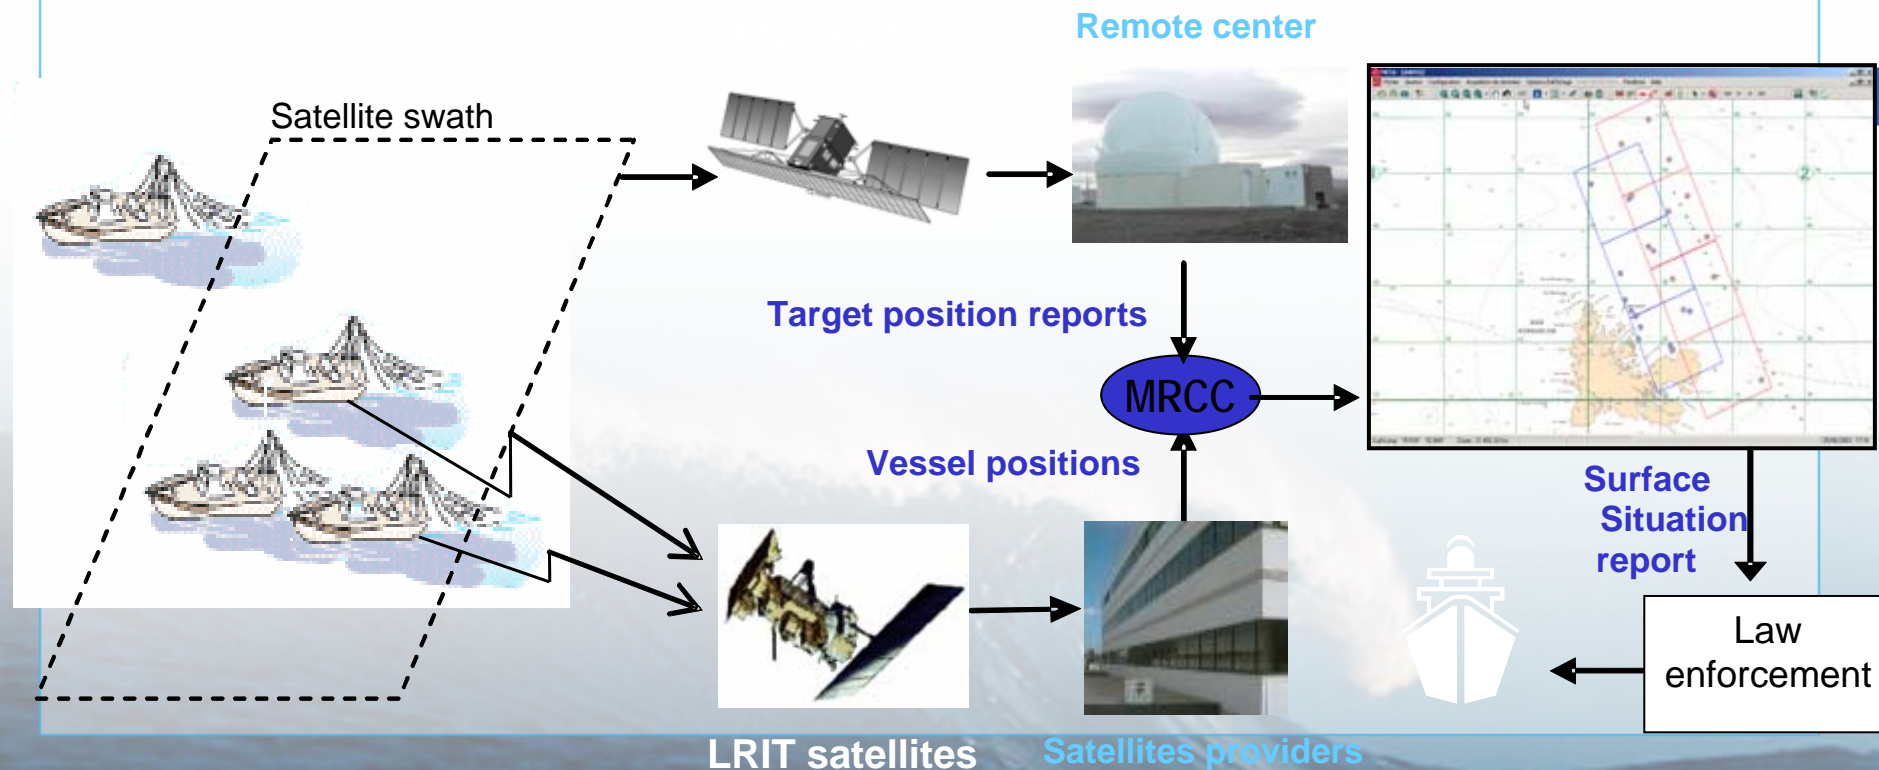 Remote center
Satellite swath
Target position reports
MRCC
Vessel positions
Surface
Situation
report
Law
enforcement
LRIT satellites
Satellites providers